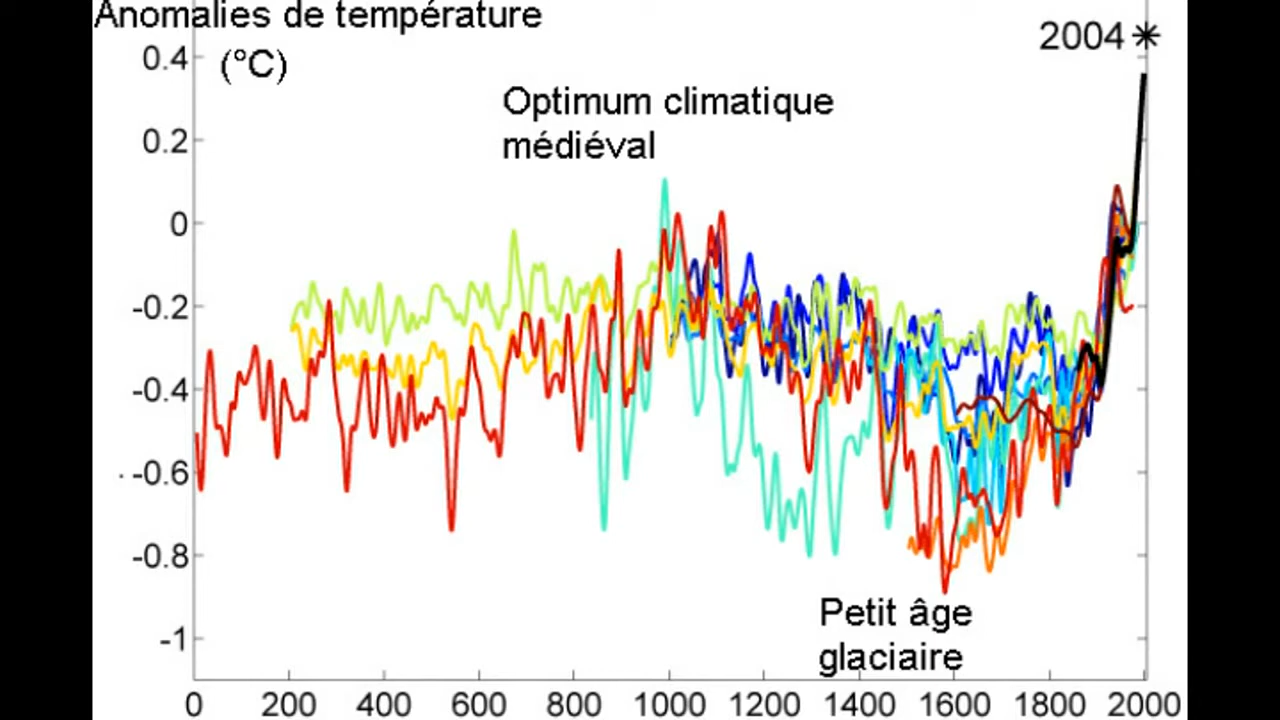 Anomalies de température
(°C)
2004 *
0.4
Optimum climatique
médiéval
0.2
0
-0.2
-0.4
-0.6
-0.8
-1
Petit âge
glaciaire
0 200 400 600 800 1000 1200 1400 1600 1800 2000